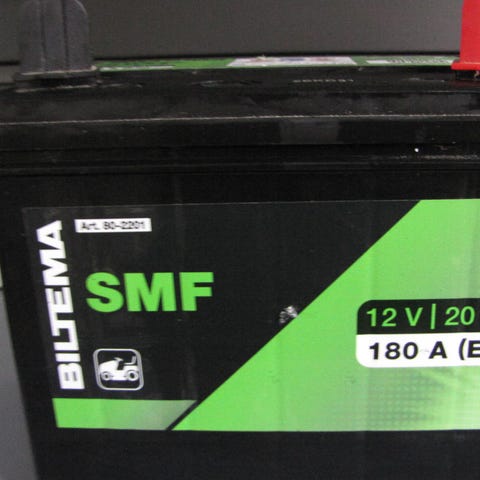 Art. 80-2201
BILTEMA
SMF
12 V | 20
180 A (E